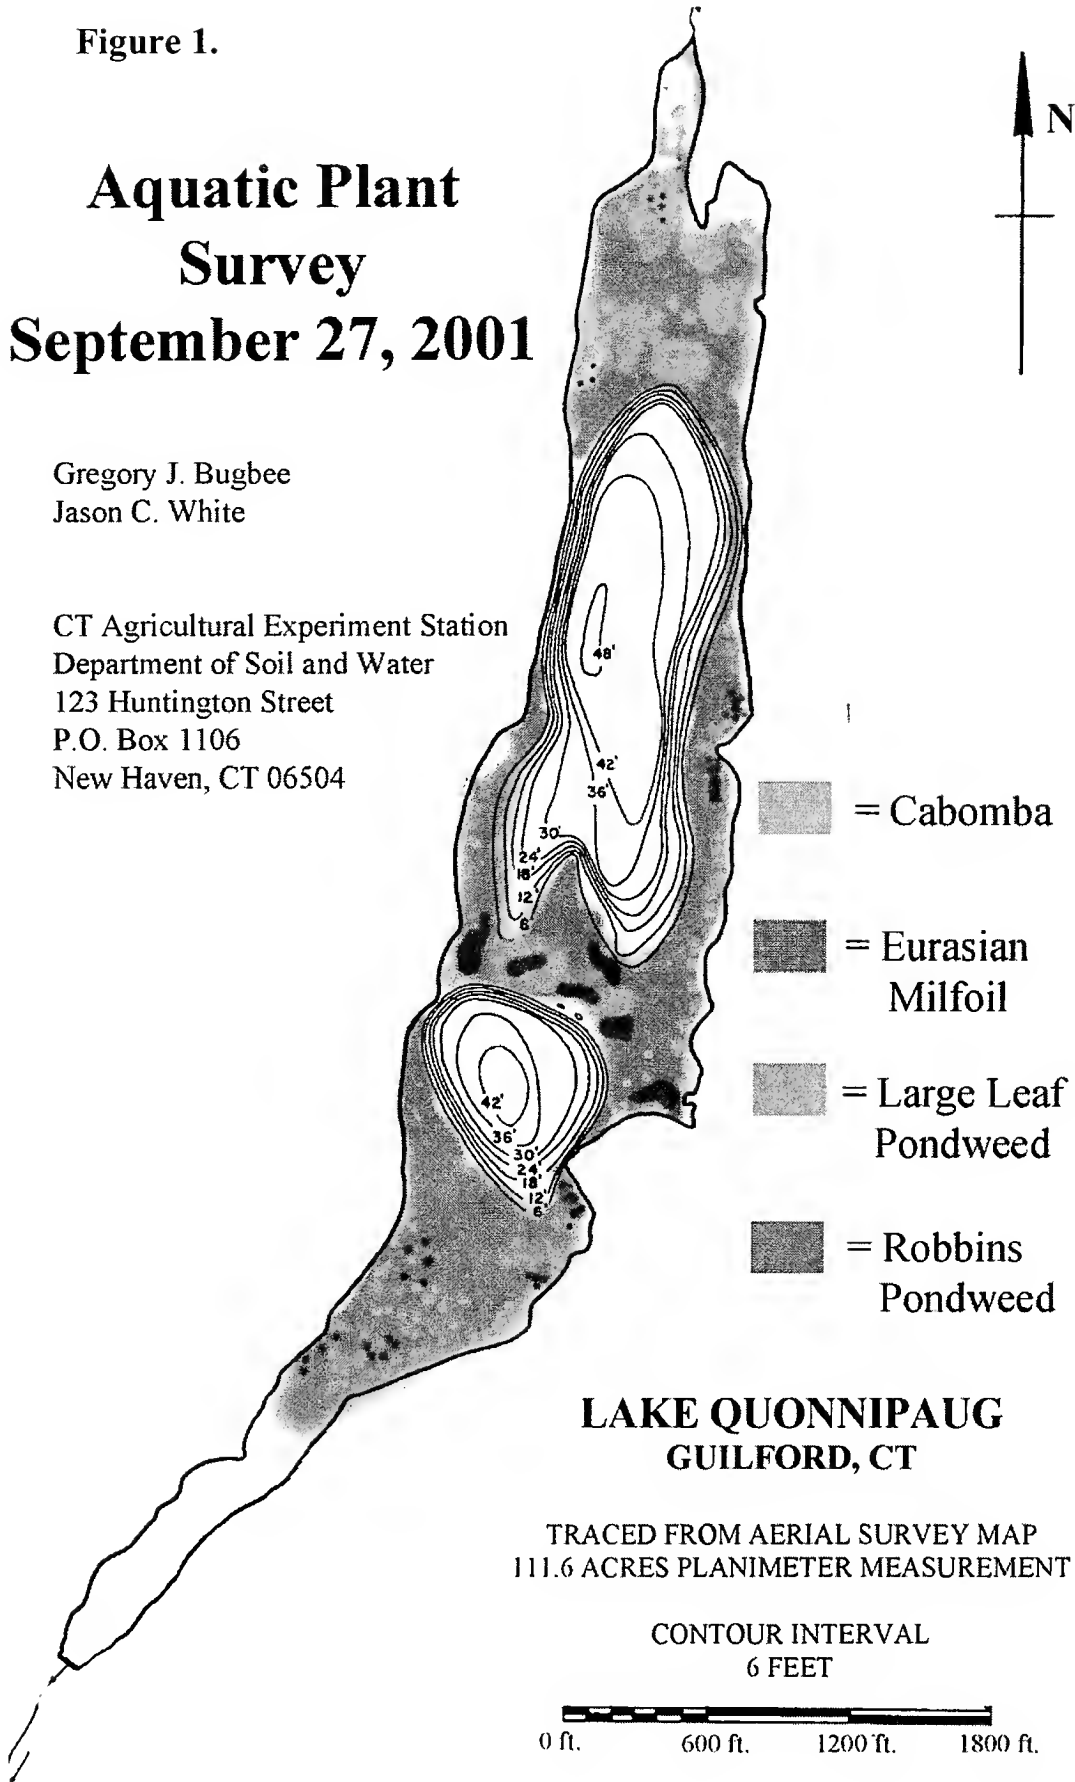 Figure 1.
Aquatic Plant
Survey
September 27, 2001
N
Gregory J. Bugbee
Jason C. White
CT Agricultural Experiment Station
Department of Soil and Water
123 Huntington Street
P.O. Box 1106
New Haven, CT 06504
48'
42'
36'
30'
24'
18'
12'
6'
42'
36'
30'
24'
18'
12'
6'
= Cabomba
= Eurasian
Milfoil
= Large Leaf
Pondweed
= Robbins
Pondweed
LAKE QUONNIPAUG
GUILFORD, CT
TRACED FROM AERIAL SURVEY MAP
111.6 ACRES PLANIMETER MEASUREMENT
CONTOUR INTERVAL
6 FEET
0 ft. 600 ft. 1200 ft. 1800 ft.